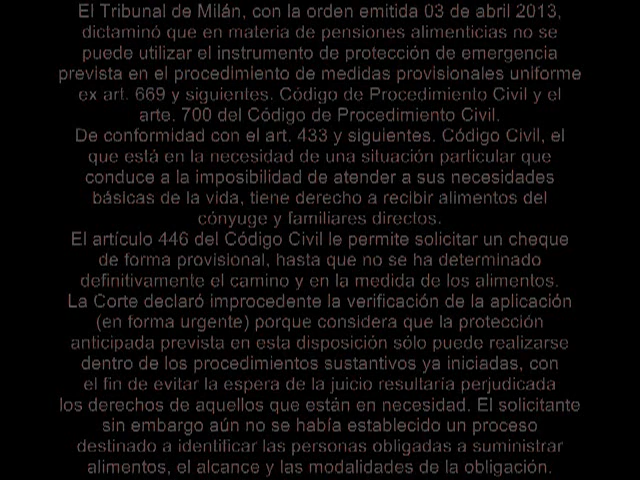 El Tribunal de Milán, con la orden emitida 03 de abril 2013,
dictaminó que en materia de pensiones alimenticias no se
puede utilizar el instrumento de protección de emergencia
prevista en el procedimiento de medidas provisionales uniforme
ex art. 669 y siguientes. Código de Procedimiento Civil y el
arte. 700 del Código de Procedimiento Civil.
De conformidad con el art. 433 y siguientes. Código Civil, el
que está en la necesidad de una situación particular que
conduce a la imposibilidad de atender a sus necesidades
básicas de la vida, tiene derecho a recibir alimentos del
cónyuge y familiares directos.
El artículo 446 del Código Civil le permite solicitar un cheque
de forma provisional, hasta que no se ha determinado
definitivamente el camino y en la medida de los alimentos.
La Corte declaró improcedente la verificación de la aplicación
(en forma urgente) porque considera que la protección
anticipada prevista en esta disposición sólo puede realizarse
dentro de los procedimientos sustantivos ya iniciadas, con
el fin de evitar la espera de la juicio resultaría perjudicada
los derechos de aquellos que están en necesidad. El solicitante
sin embargo aún no se había establecido un proceso
destinado a identificar las personas obligadas a suministrar
alimentos, el alcance y las modalidades de la obligación.